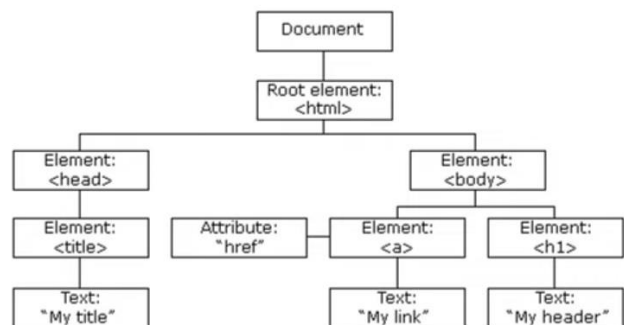 Document
Root element:
<html>
Element:
<head>
Element:
<body>
Element:
<title>
Attribute:
"href"
Element:
<a>
Element:
<h1>
Text:
"My title"
Text:
"My link"
Text:
"My header"